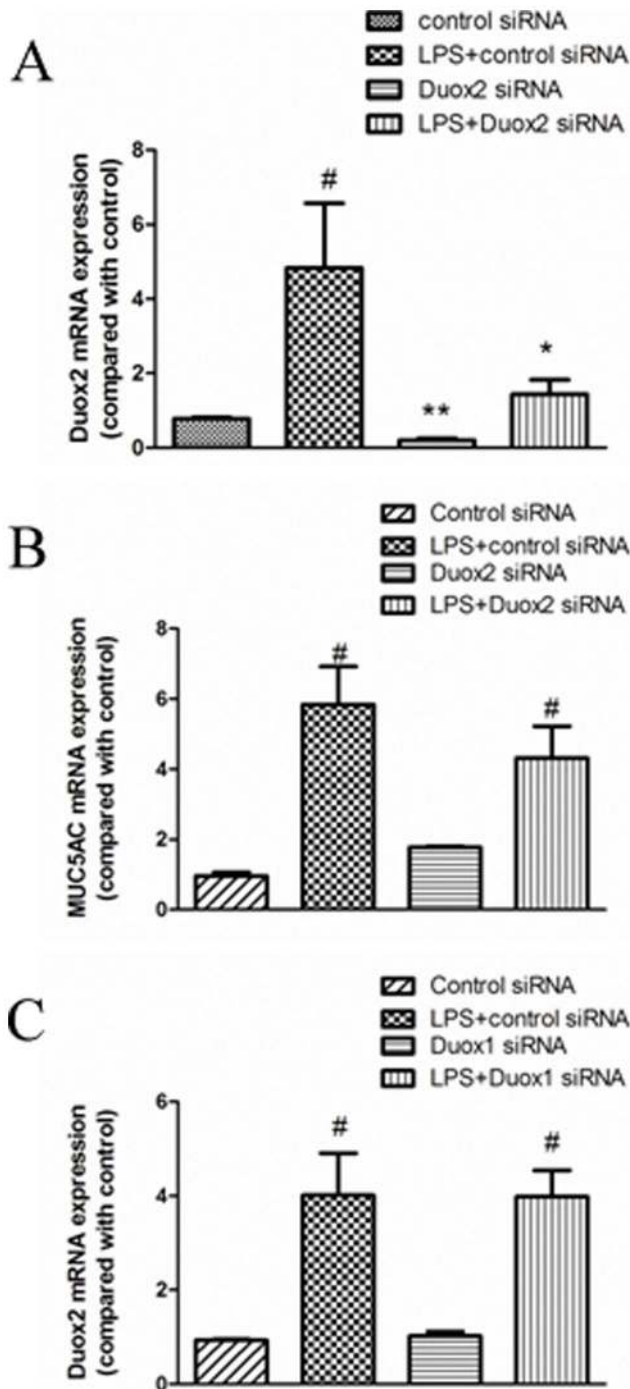 A
control siRNA
LPS+control siRNA
Duox2 siRNA
LPS+Duox2 siRNA
Duox2 mRNA expression
(compared with control)
8
6
4
2
0
#
**
*
B
Control siRNA
LPS+control siRNA
Duox2 siRNA
LPS+Duox2 siRNA
MUC5AC mRNA expression
(compared with control)
8
6
4
2
0
#
#
C
Control siRNA
LPS+control siRNA
Duox1 siRNA
LPS+Duox1 siRNA
Duox2 mRNA expression
(compared with control)
6
4
2
0
#
#